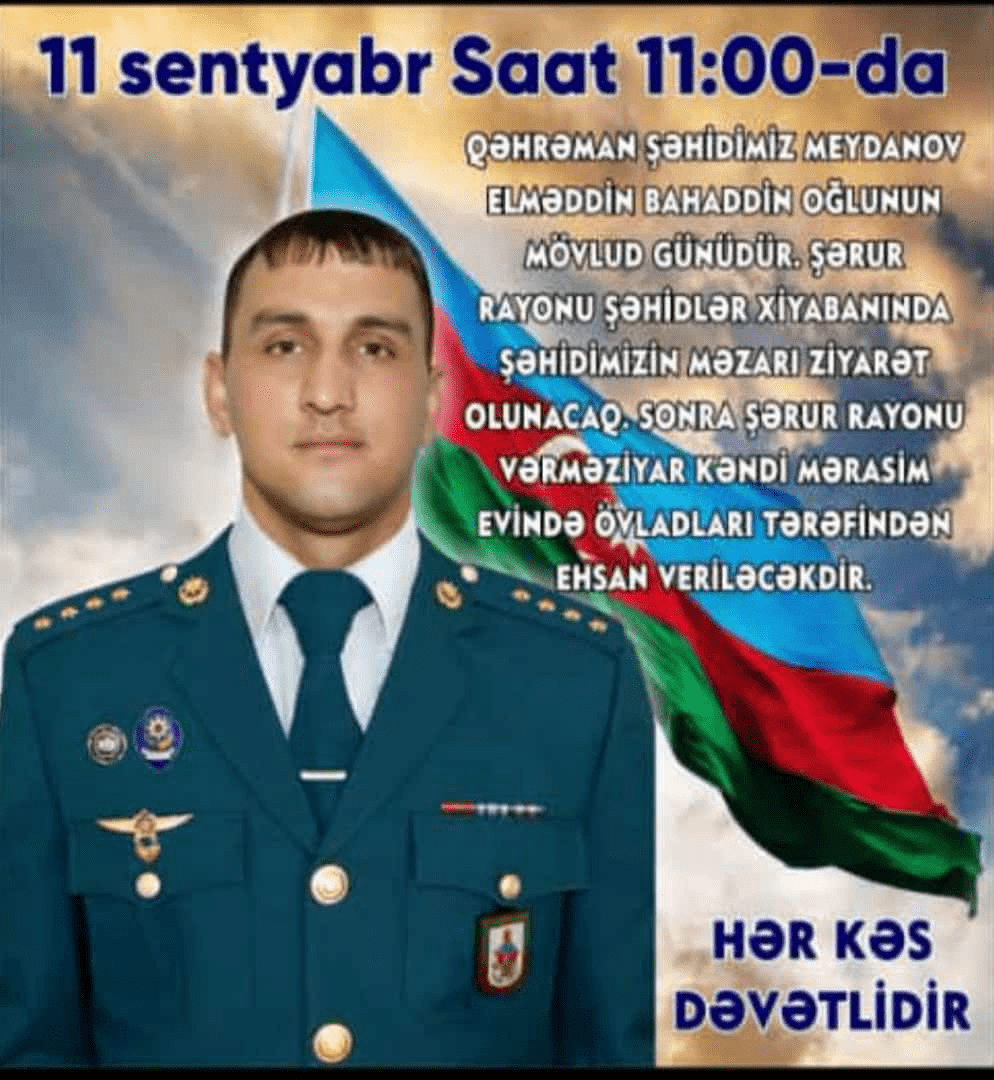 11 sentyabr Saat 11:00-da
QƏHRƏMAN ŞƏHİDİMİZ MEYDANOV
ELMƏDDİN BAHADDİN OĞLUNUN
MÖVLUD GÜNÜDÜR. ŞƏRUR
RAYONU ŞƏHİDLƏR XİYABANINDA
ŞƏHİDİMİZİN MƏZARI ZİYARƏT
OLUNACAQ. SONRA ŞƏRUR RAYONU
VƏRMƏZİYAR KƏNDİ MƏRASİM
EVİNDƏ ÖVLADLARI TƏRƏFİNDƏN
EHSAN VERİLƏCƏKDİR.
HƏR KƏS
DƏVƏTLİDİR